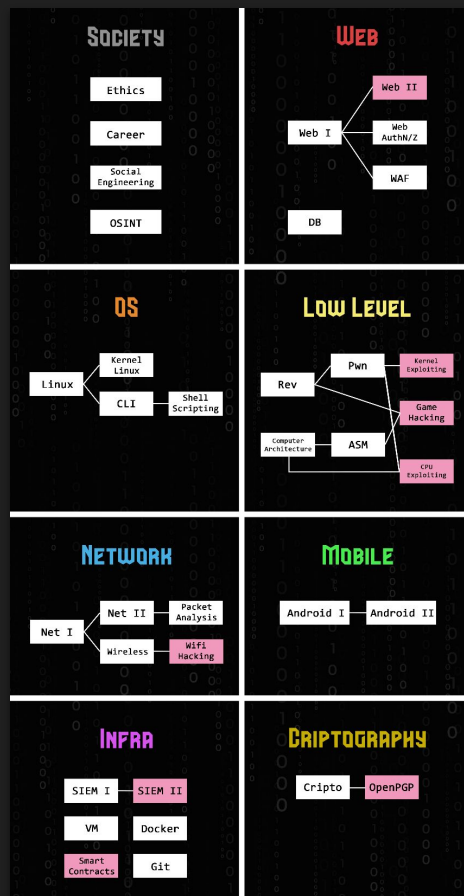 SOCIETY
Ethics
Career
Social
Engineering
OSINT
WEB
Web I
Web II
Web
AuthN/Z
WAF
DB
OS
Linux
Kernel
Linux
CLI
Shell
Scripting
LOW LEVEL
Rev
Pwn
Kernel
Exploiting
Game
Hacking
Computer
Architecture
ASM
CPU
Exploiting
NETWORK
Net I
Net II
Packet
Analysis
Wireless
Wifi
Hacking
MOBILE
Android I
Android II
INFRA
SIEM I
SIEM II
VM
Docker
Smart
Contracts
Git
CRIPTOGRAPHY
Cripto
OpenPGP